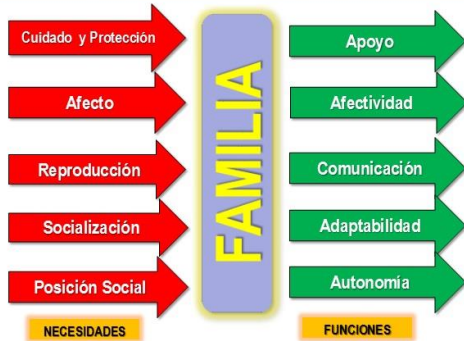 Cuidado y Protección
Afecto
Reproducción
Socialización
Posición Social
NECESIDADES
FAMILIA
Apoyo
Afectividad
Comunicación
Adaptabilidad
Autonomía
FUNCIONES